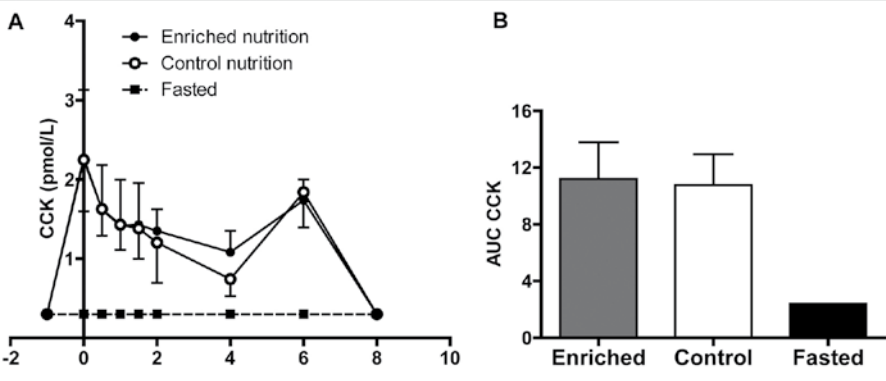 A
4
3
2
1
CCK (pmol/L)
Enriched nutrition
Control nutrition
Fasted
-2 0 2 4 6 8 10
B
16
12
8
4
0
AUC CCK
Enriched Control Fasted